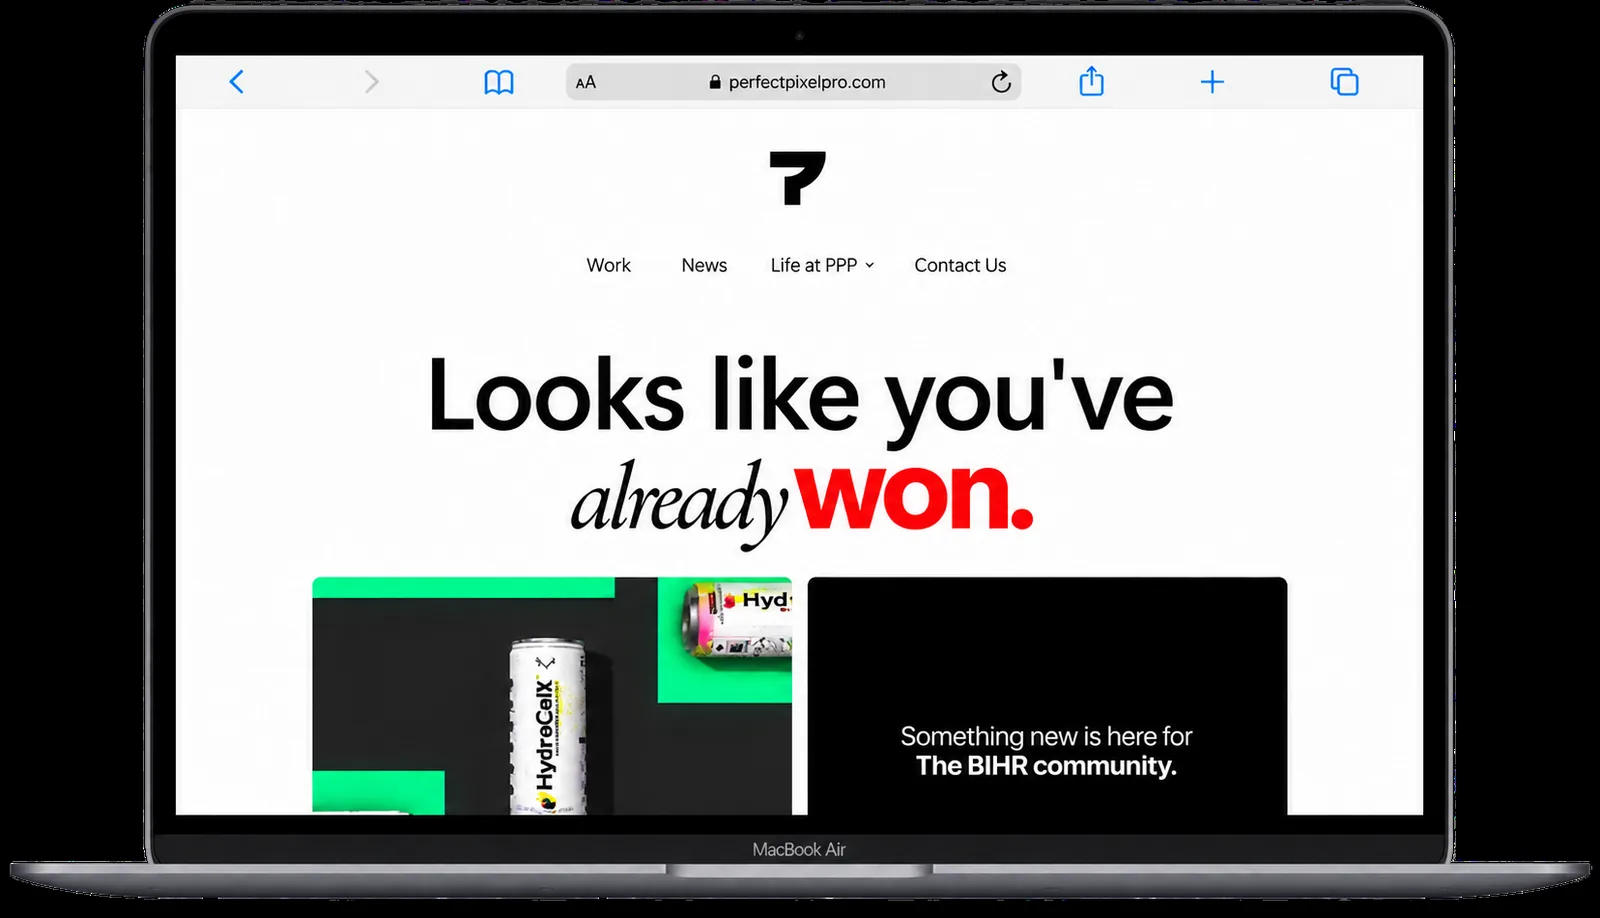 AA perfectpixelpro.com
Work News Life at PPP Contact Us
Looks like you've
already won.
Hyd
HydreCelX
Something new is here for
The BIHR community.
MacBook Air